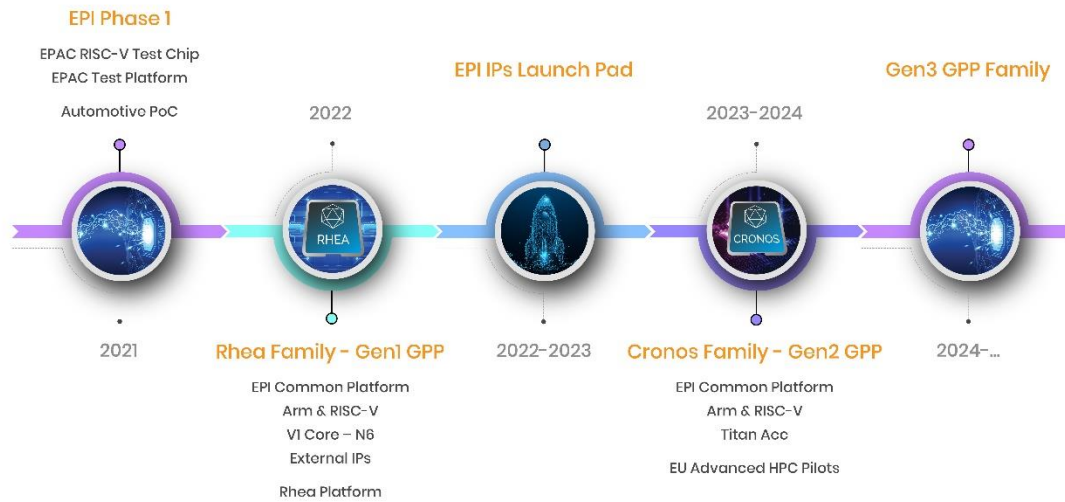 EPI Phase 1
EPAC RISC-V Test Chip
EPAC Test Platform
Automotive PoC
2021
2022
RHEA
Rhea Family - Gen1 GPP
EPI Common Platform
Arm & RISC-V
V1 Core – N6
External IPs
Rhea Platform
EPI IPs Launch Pad
2022-2023
2023-2024
CRONOS
Cronos Family - Gen2 GPP
EPI Common Platform
Arm & RISC-V
Titan Acc
EU Advanced HPC Pilots
Gen3 GPP Family
2024-...